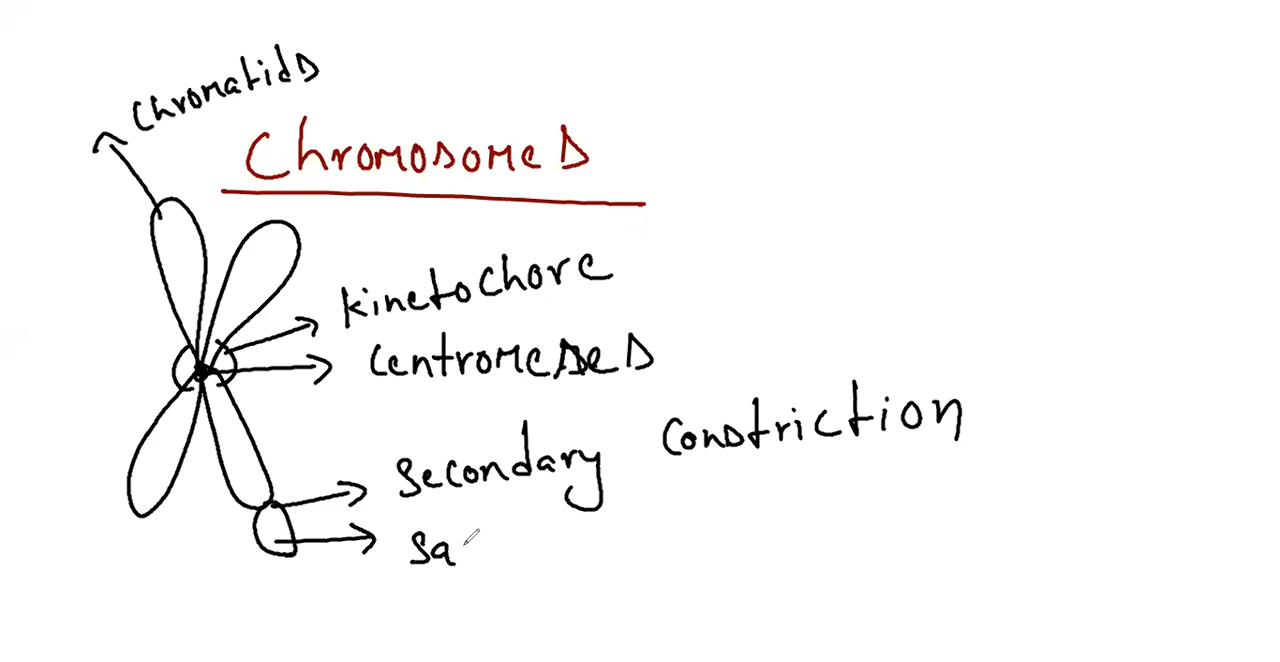 Chromatids
Chromosomes
kinetochore
Centromeres
Secondary Constriction
Sa